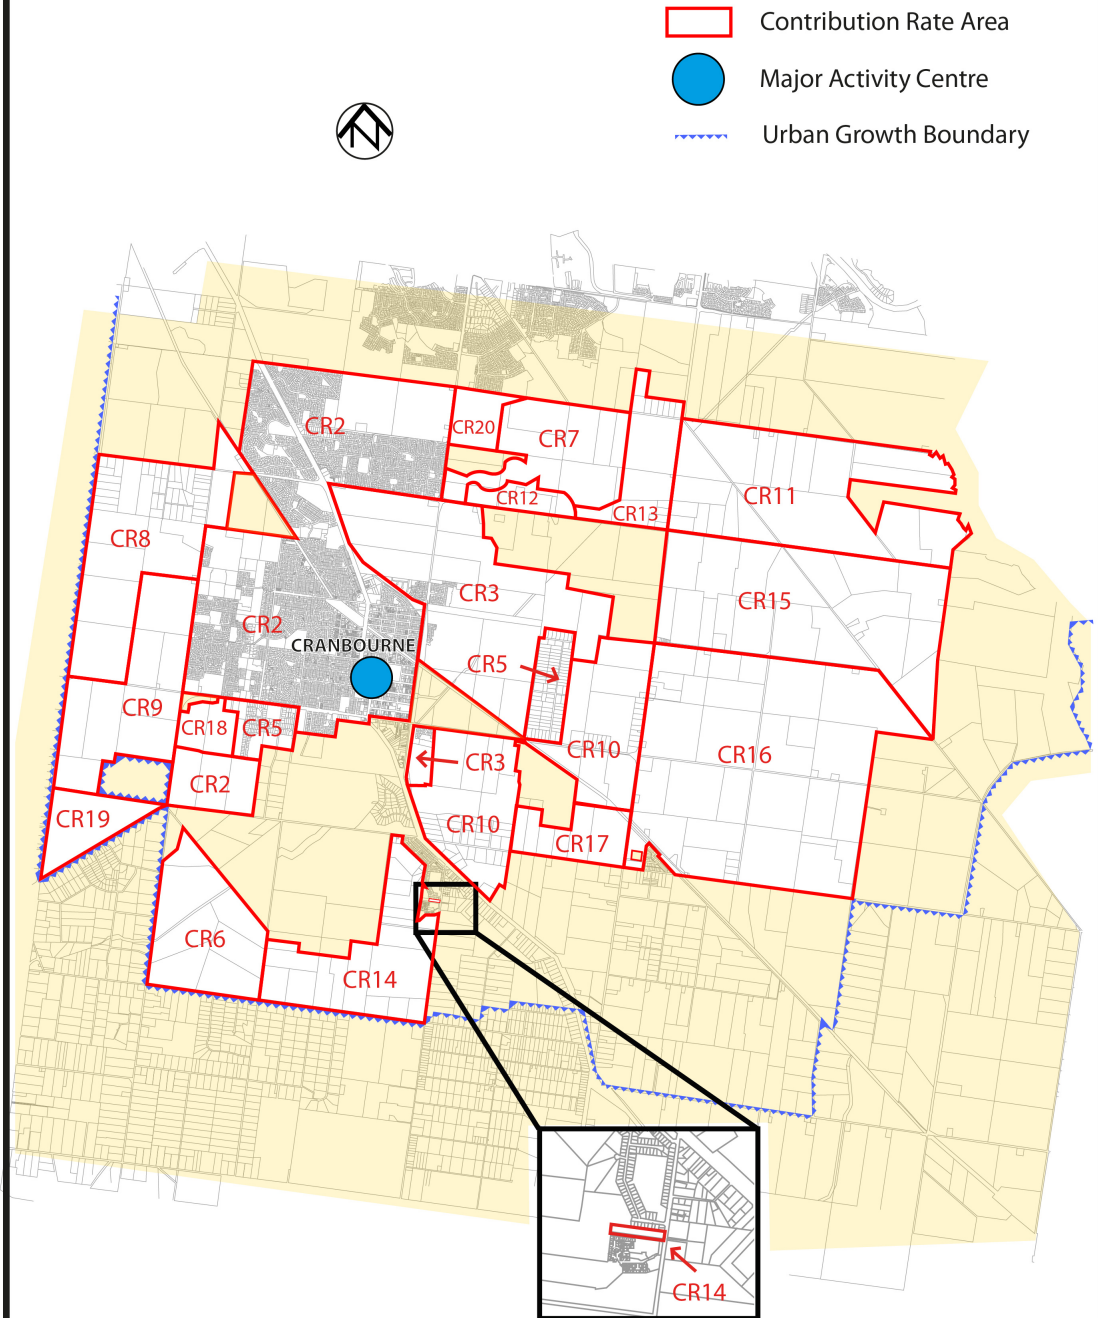 Contribution Rate Area
Major Activity Centre
Urban Growth Boundary
N
CR2
CR20
CR7
CR12
CR13
CR11
CR8
CR3
CR15
CR2
CRANBOURNE
CR5
CR9
CR18
CR5
CR10
CR16
CR3
CR2
CR19
CR10
CR17
CR6
CR14
CR14